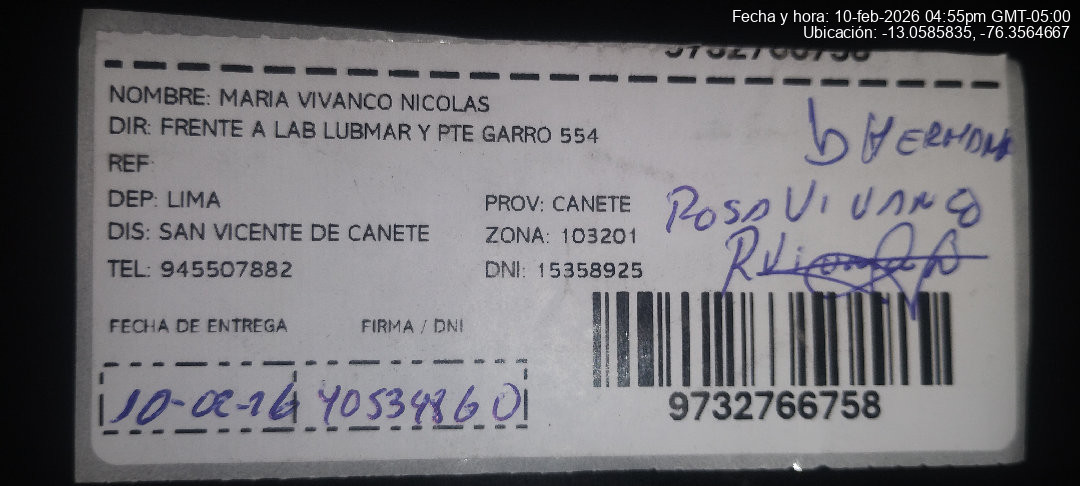 Fecha y hora: 10-feb-2026 04:55pm GMT-05:00
Ubicación: -13.0585835, -76.3564667
9732766758
NOMBRE: MARIA VIVANCO NICOLAS
DIR: FRENTE A LAB LUBMAR Y PTE GARRO 554
REF:
DEP: LIMA PROV: CANETE
DIS: SAN VICENTE DE CANETE ZONA: 103201
TEL: 945507882 DNI: 15358925
HERMANA
ROSA VIVANCO
FECHA DE ENTREGA FIRMA / DNI
10-02-26 40534860
9732766758